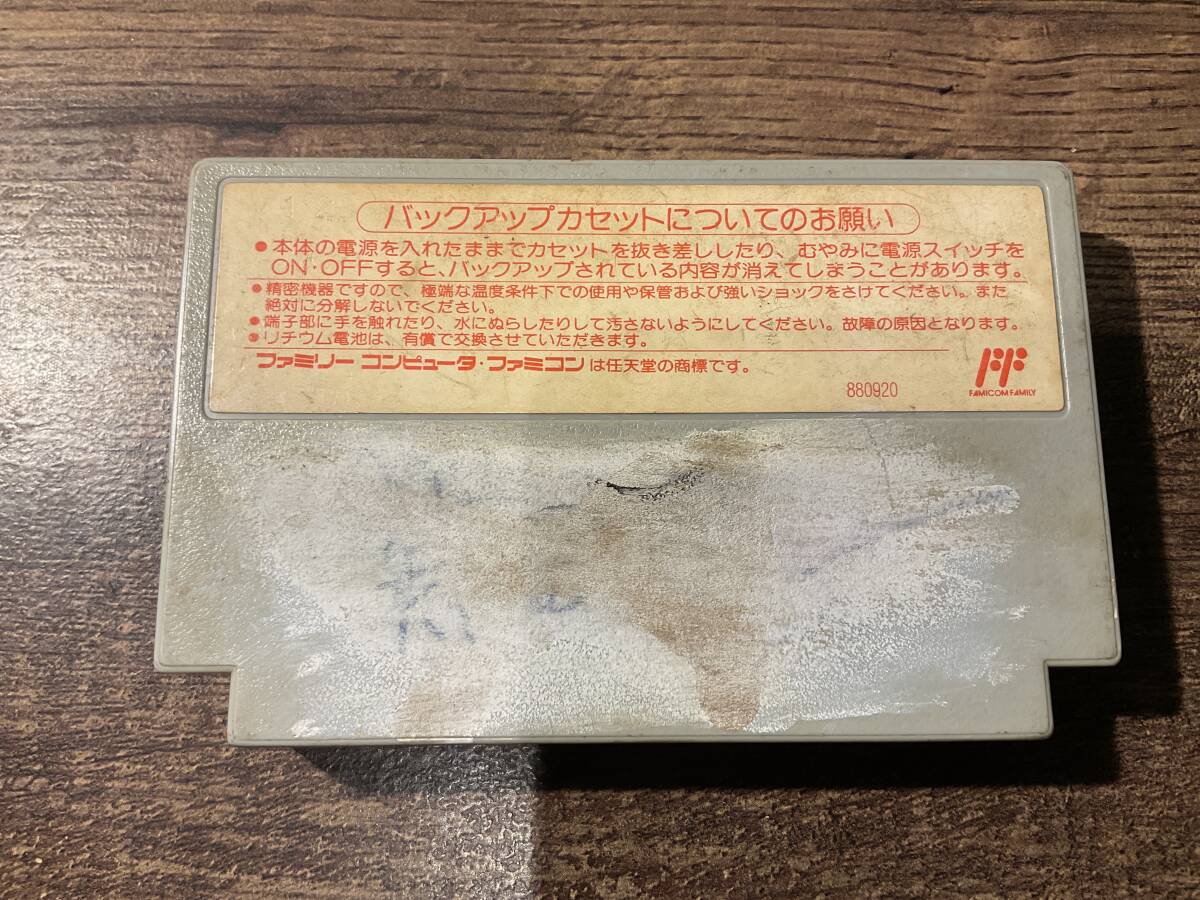 バックアップカセットについてのお願い
●本体の電源を入れたままでカセットを抜き差ししたり、むやみに電源スイッチを
ON・OFFすると、バックアップされている内容が消えてしまうことがあります。
●精密機器ですので、極端な温度条件下での使用や保管および強いショックをさけてください。また
絶対に分解しないでください。
●端子部に手を触れたり、水にぬらしたりして汚さないようにしてください。故障の原因となります。
●リチウム電池は、有償で交換させていただきます。
ファミリーコンピュータ・ファミコンは任天堂の商標です。
880920
FAMICOM FAMILY